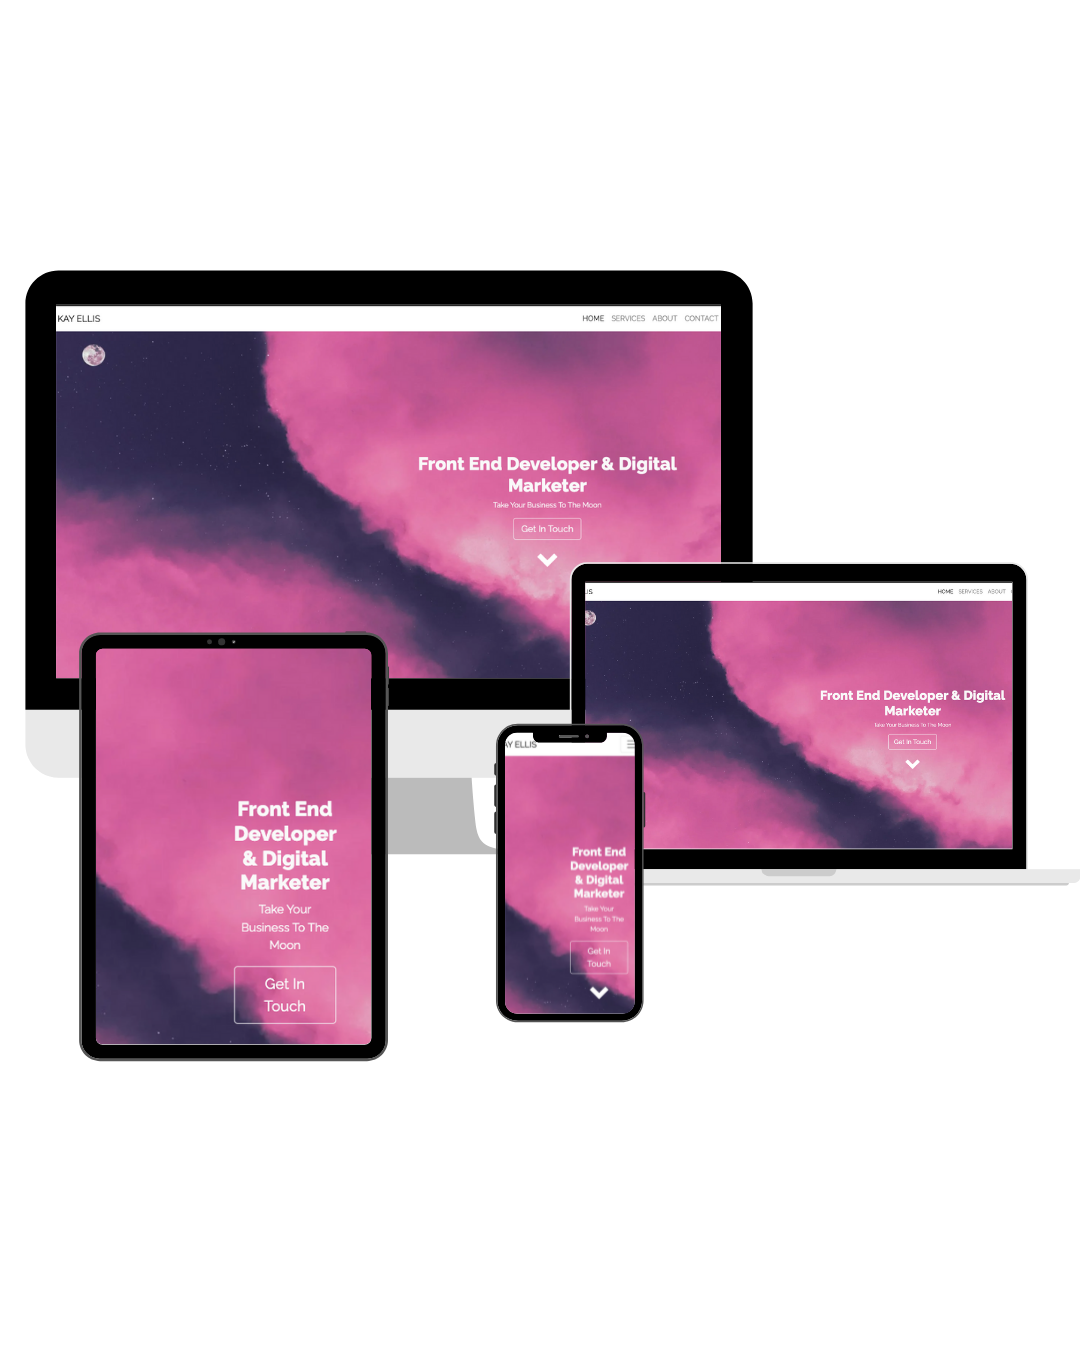 KAY ELLIS
HOME SERVICES ABOUT CONTACT
Front End Developer & Digital
Marketer
Take Your Business To The Moon
Get In Touch
IS
HOME SERVICES ABOUT
Front End Developer & Digital
Marketer
Take Your Business To The Moon
Get In Touch
Front End
Developer
& Digital
Marketer
Take Your
Business To The
Moon
Get In
Touch
AY ELLIS
Front End
Developer
& Digital
Marketer
Take Your
Business To The
Moon
Get In
Touch